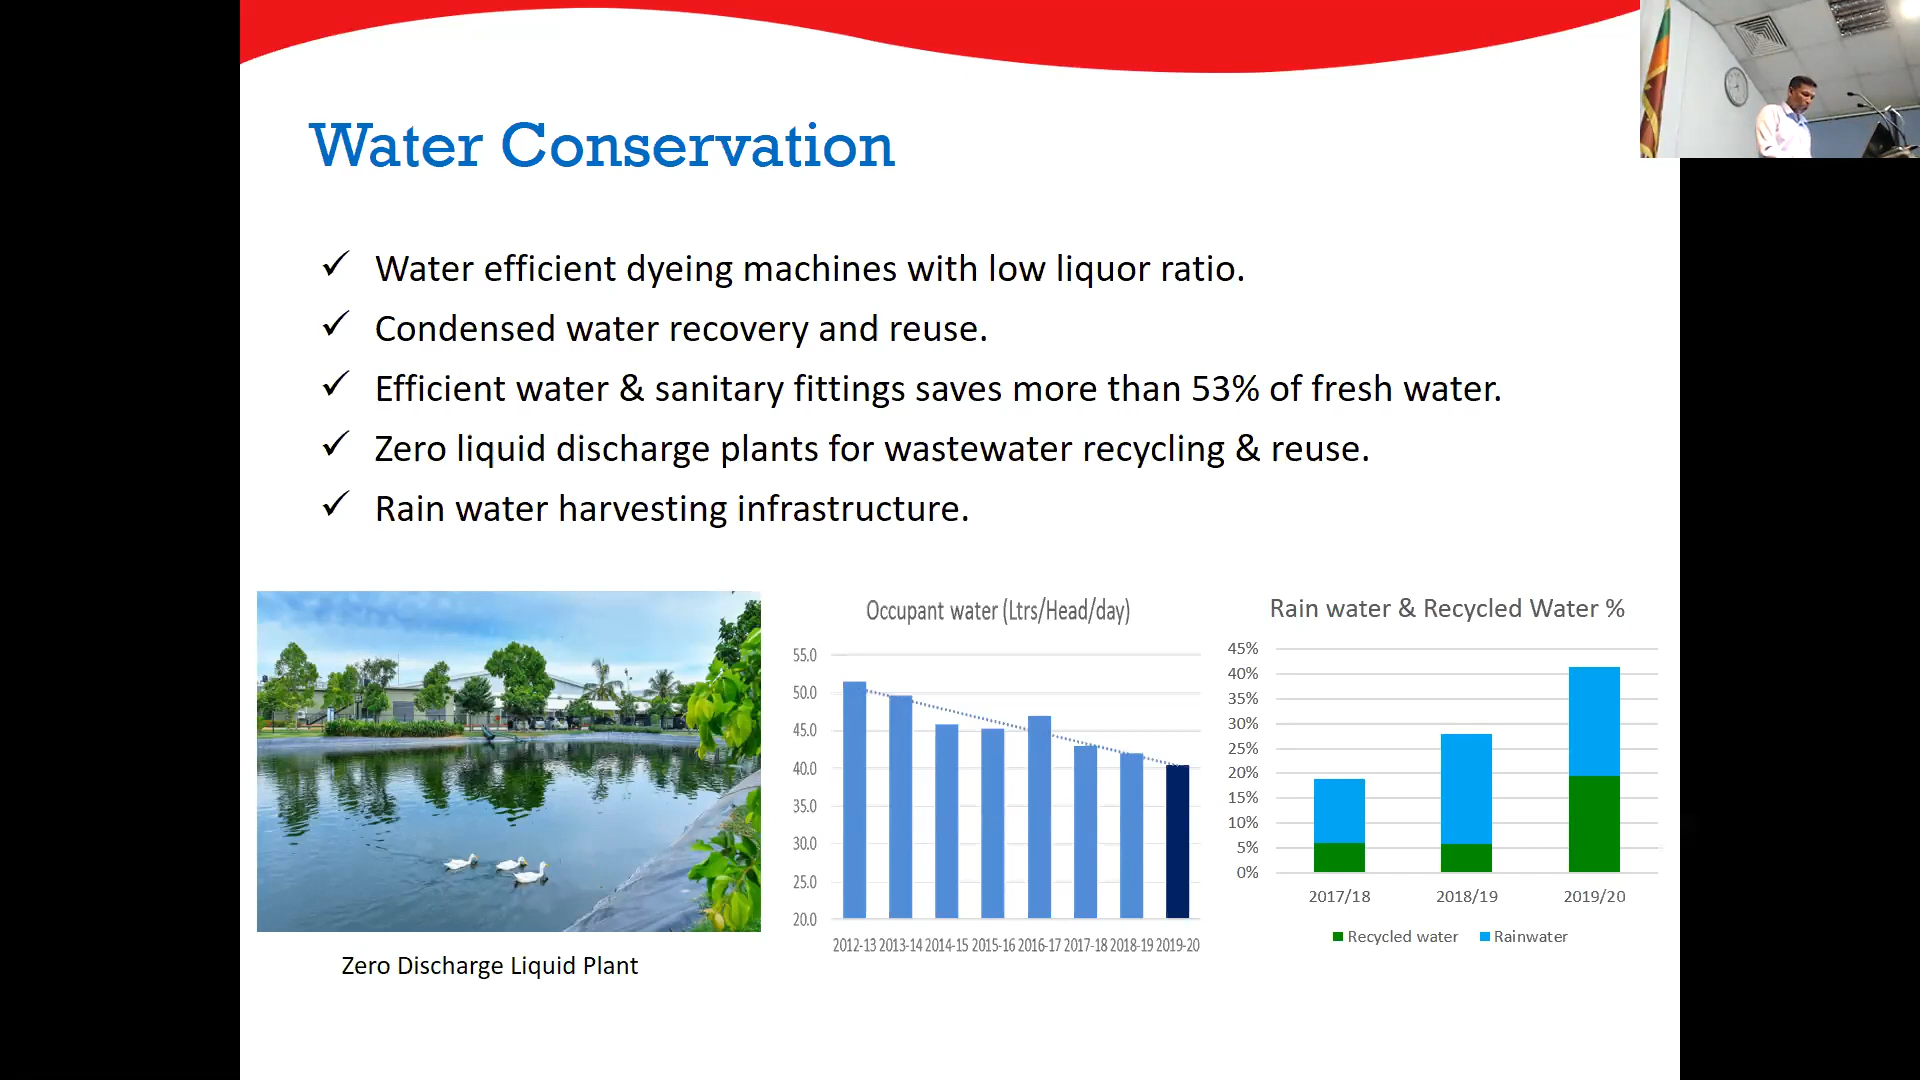 Water Conservation
✓ Water efficient dyeing machines with low liquor ratio.
✓ Condensed water recovery and reuse.
✓ Efficient water & sanitary fittings saves more than 53% of fresh water.
✓ Zero liquid discharge plants for wastewater recycling & reuse.
✓ Rain water harvesting infrastructure.
Zero Discharge Liquid Plant
Occupant water (Ltrs/Head/day)
55.0
50.0
45.0
40.0
35.0
30.0
25.0
20.0
2012-13 2013-14 2014-15 2015-16 2016-17 2017-18 2018-19 2019-20
Rain water & Recycled Water %
45%
40%
35%
30%
25%
20%
15%
10%
5%
0%
2017/18 2018/19 2019/20
Recycled water Rainwater